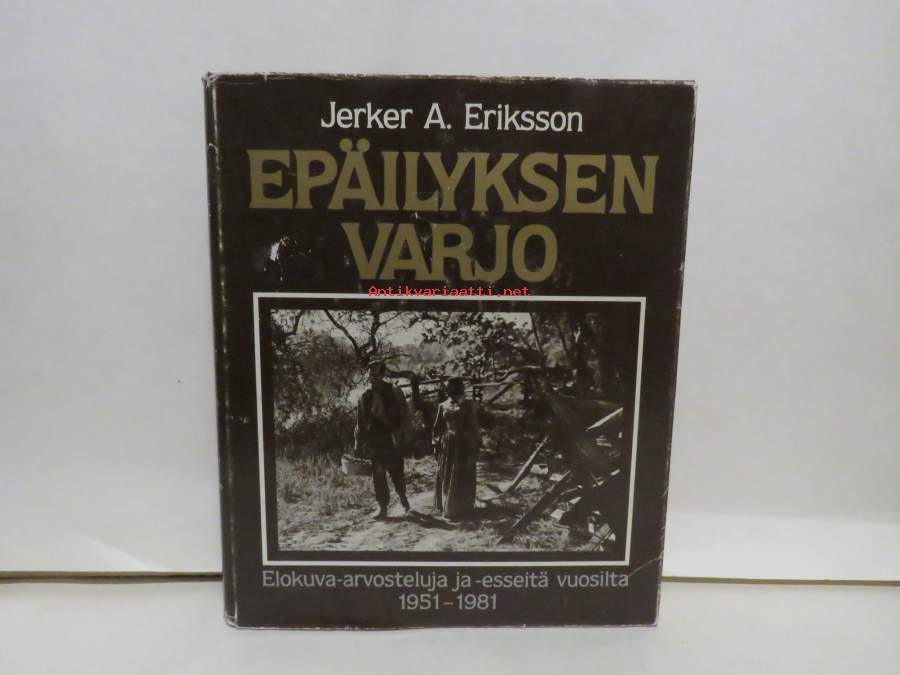 Jerker A. Eriksson
EPÄILYKSEN
VARJO
Antikvariaatti.net
Elokuva-arvosteluja ja -esseitä vuosilta
1951–1981